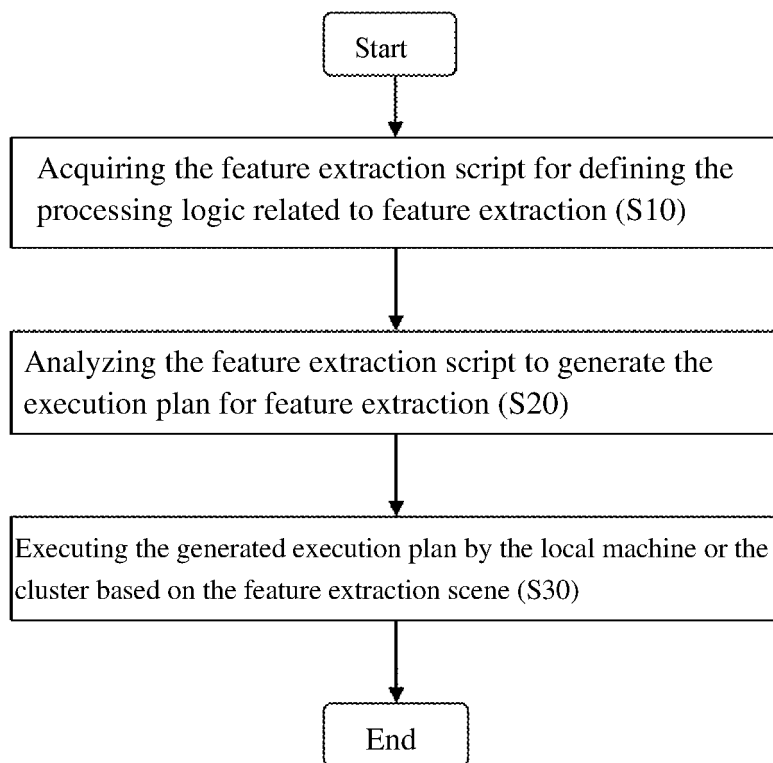 Start
Acquiring the feature extraction script for defining the
processing logic related to feature extraction (S10)
Analyzing the feature extraction script to generate the
execution plan for feature extraction (S20)
Executing the generated execution plan by the local machine or the
cluster based on the feature extraction scene (S30)
End